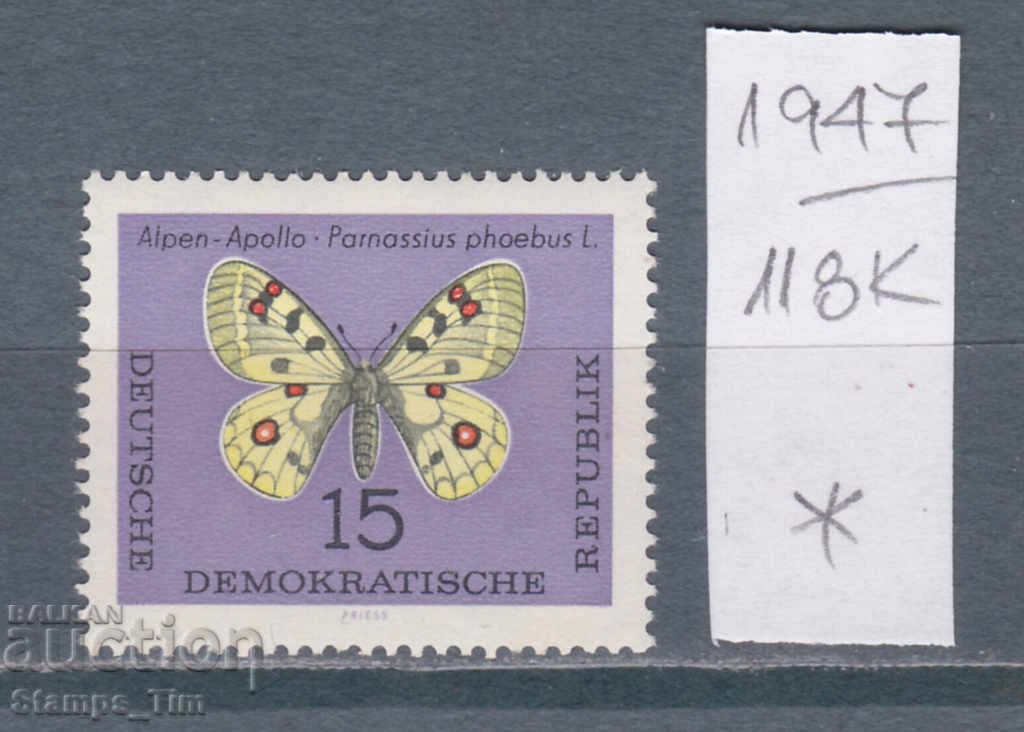 Alpen-Apollo · Parnassius phoebus L.
DEUTSCHE
DEMOKRATISCHE
REPUBLIK
15
PRIESS
1947
118K
*
BALKAN
auction
Stamps_Tim